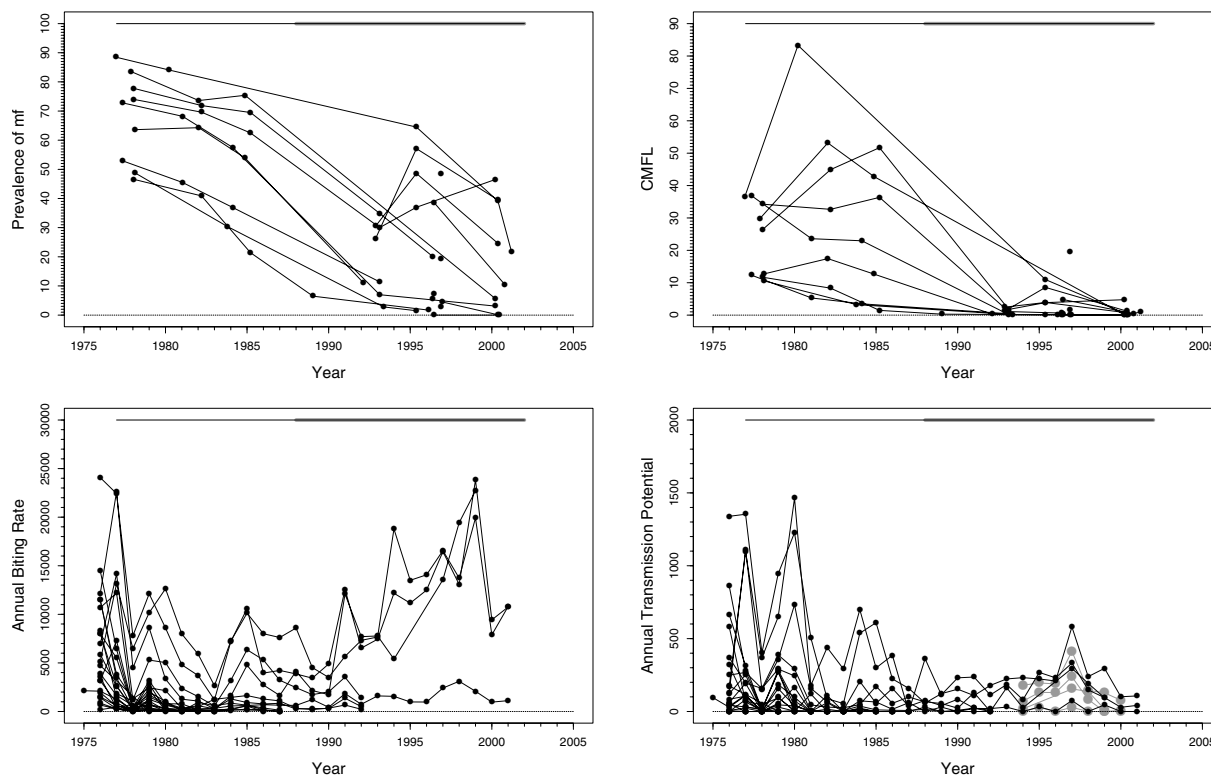 Prevalence of mf
0 10 20 30 40 50 60 70 80 90 100
1975 1980 1985 1990 1995 2000 2005
Year
CMFL
0 10 20 30 40 50 60 70 80 90
1975 1980 1985 1990 1995 2000 2005
Year
Annual Biting Rate
0 5000 10000 15000 20000 25000 30000
1975 1980 1985 1990 1995 2000 2005
Year
Annual Transmission Potential
0 500 1000 1500 2000
1975 1980 1985 1990 1995 2000 2005
Year